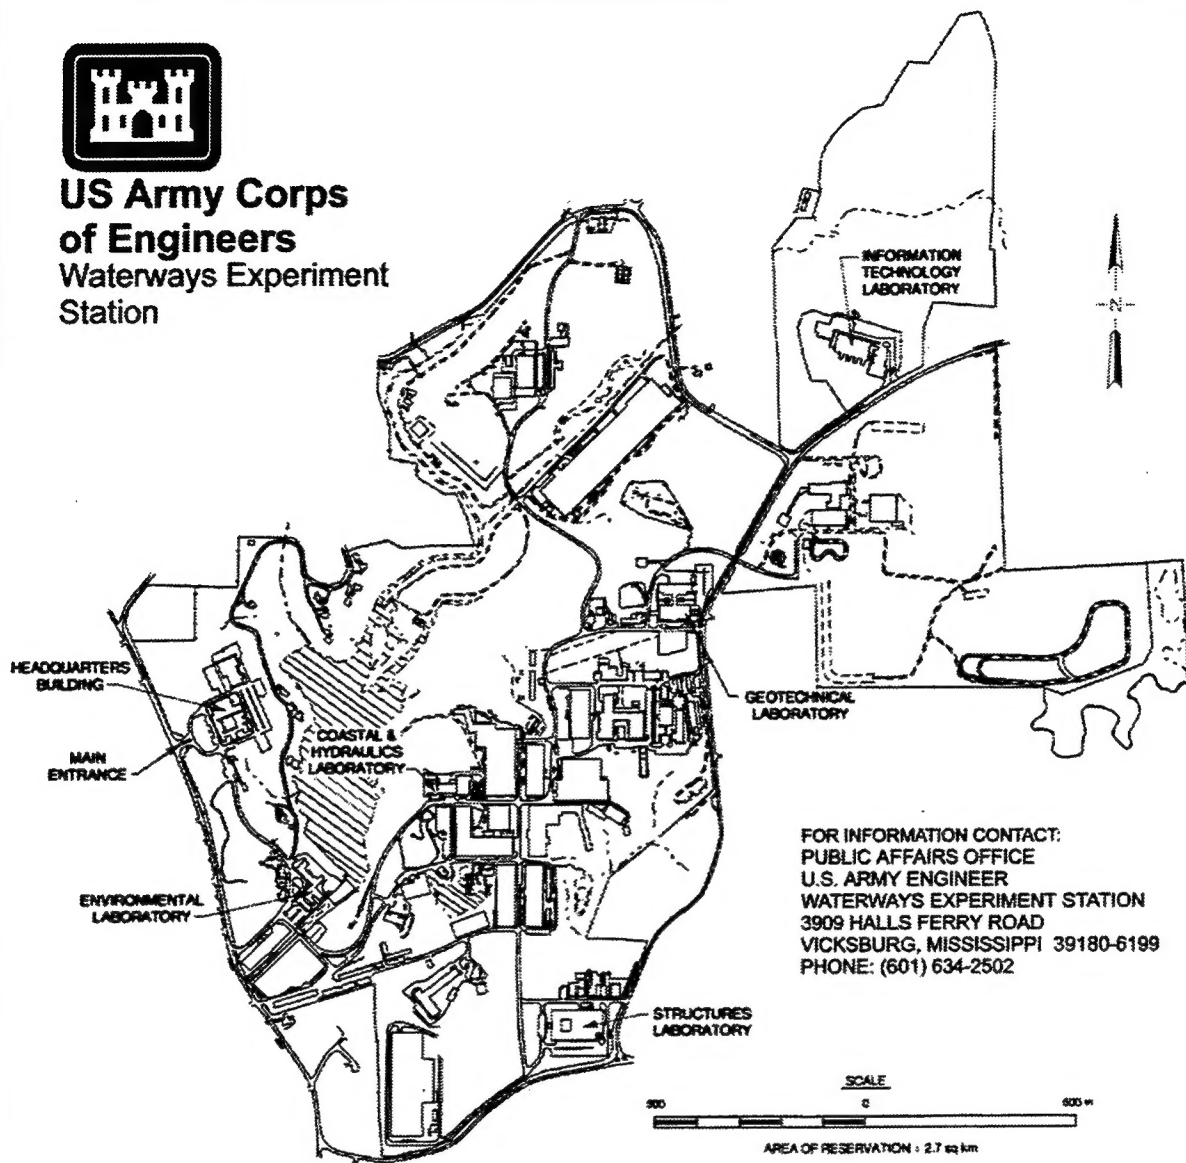 US Army Corps
of Engineers
Waterways Experiment
Station
INFORMATION
TECHNOLOGY
LABORATORY
N
HEADQUARTERS
BUILDING
MAIN
ENTRANCE
COASTAL &
HYDRAULICS
LABORATORY
GEOTECHNICAL
LABORATORY
ENVIRONMENTAL
LABORATORY
STRUCTURES
LABORATORY
FOR INFORMATION CONTACT:
PUBLIC AFFAIRS OFFICE
U.S. ARMY ENGINEER
WATERWAYS EXPERIMENT STATION
3909 HALLS FERRY ROAD
VICKSBURG, MISSISSIPPI 39180-6199
PHONE: (601) 634-2502
SCALE
0
AREA OF RESERVATION : 2.7 sq km